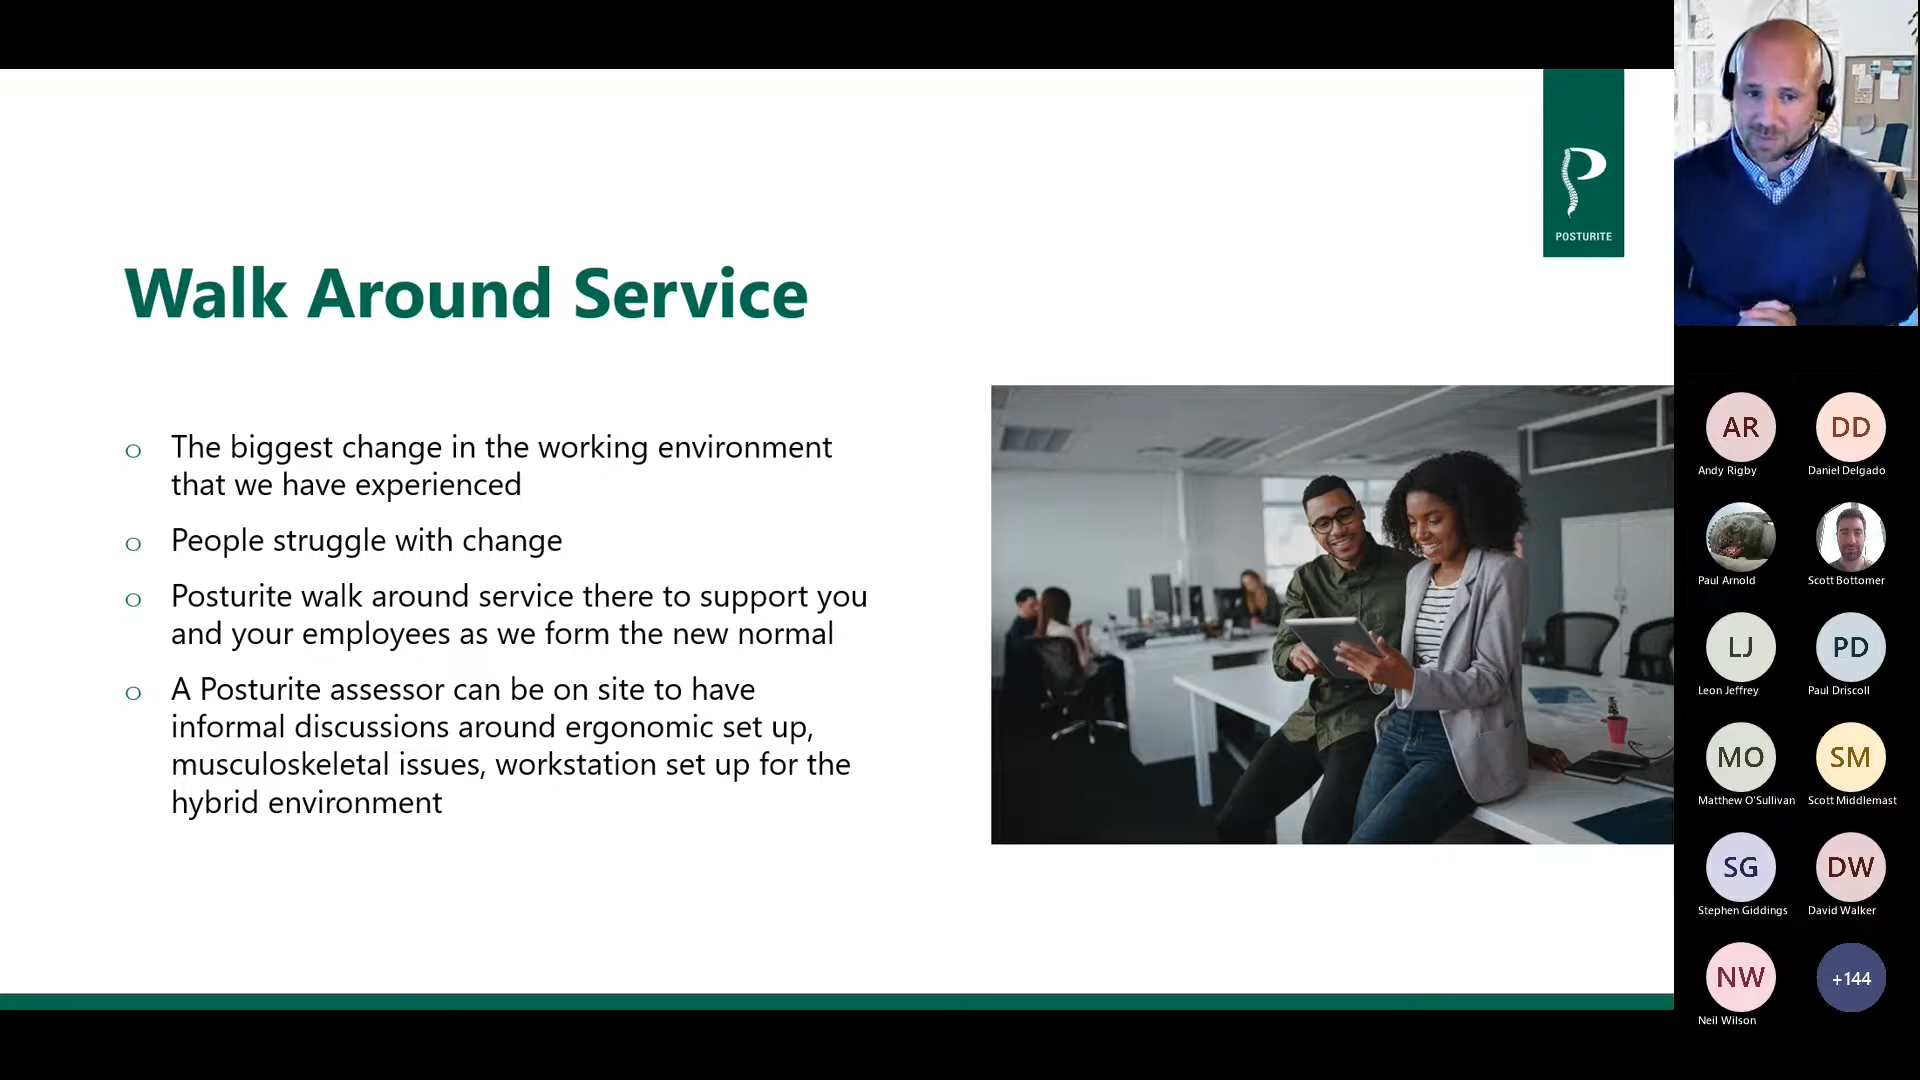 POSTURITE
Walk Around Service
o The biggest change in the working environment
that we have experienced
o People struggle with change
o Posturite walk around service there to support you
and your employees as we form the new normal
o A Posturite assessor can be on site to have
informal discussions around ergonomic set up,
musculoskeletal issues, workstation set up for the
hybrid environment
AR DD
Andy Rigby Daniel Delgado
Paul Arnold Scott Bottomer
LJ PD
Leon Jeffrey Paul Driscoll
MO SM
Matthew O'Sullivan Scott Middlemast
SG DW
Stephen Giddings David Walker
NW +144
Neil Wilson